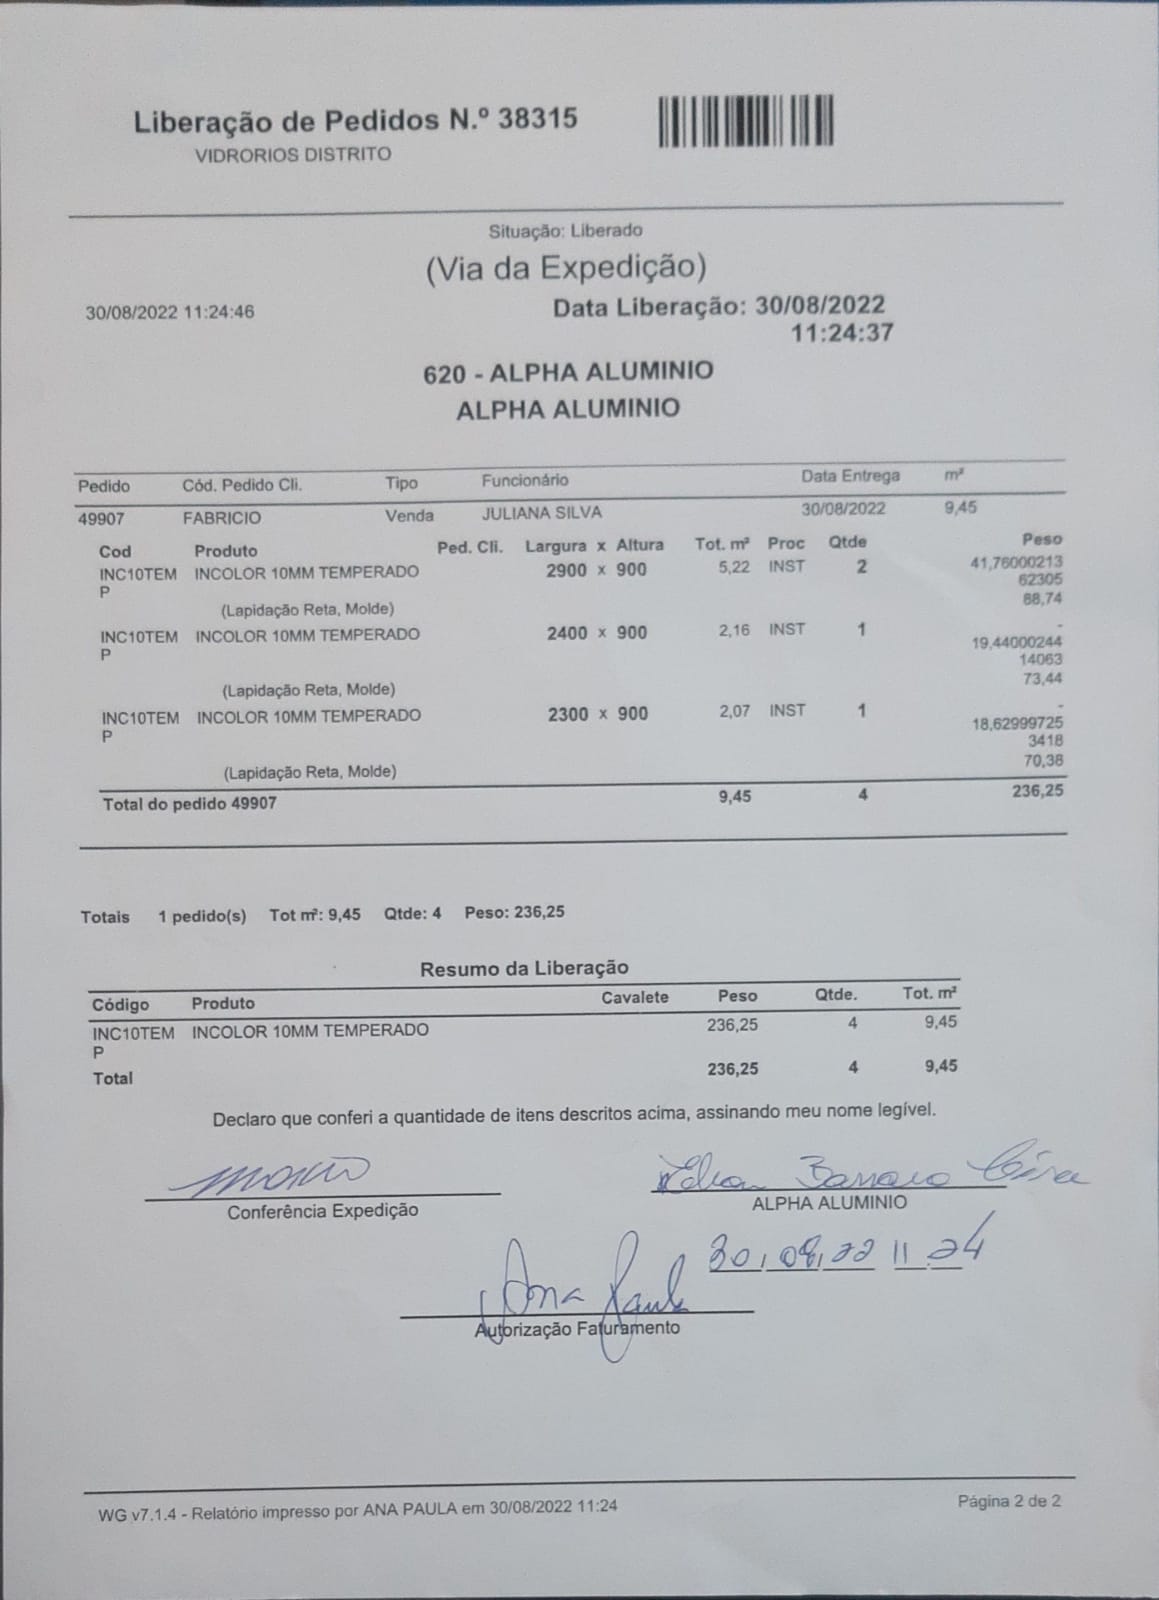 Liberação de Pedidos N.º 38315
VIDRORIOS DISTRITO
Situação: Liberado
(Via da Expedição)
30/08/2022 11:24:46 Data Liberação: 30/08/2022
11:24:37
620 - ALPHA ALUMINIO
ALPHA ALUMINIO
Pedido Cód. Pedido Cli. Tipo Funcionário Data Entrega m²
49907 FABRICIO Venda JULIANA SILVA 30/08/2022 9,45
Cod Produto Ped. Cli. Largura x Altura Tot. m² Proc Qtde Peso
INC10TEM INCOLOR 10MM TEMPERADO 2900 x 900 5,22 INST 2 41,76000213
P 62305
(Lapidação Reta, Molde) 88,74
INC10TEM INCOLOR 10MM TEMPERADO 2400 x 900 2,16 INST 1 -
P 19,44000244
14063
(Lapidação Reta, Molde) 73,44
INC10TEM INCOLOR 10MM TEMPERADO 2300 x 900 2,07 INST 1 -
P 18,62999725
3418
(Lapidação Reta, Molde) 70,38
Total do pedido 49907 9,45 4 236,25
Totais 1 pedido(s) Tot m²: 9,45 Qtde: 4 Peso: 236,25
Resumo da Liberação
Código Produto Cavalete Peso Qtde. Tot. m²
INC10TEM INCOLOR 10MM TEMPERADO 236,25 4 9,45
P
Total 236,25 4 9,45
Declaro que conferi a quantidade de itens descritos acima, assinando meu nome legível.
Conferência Expedição ALPHA ALUMINIO
30,08,22 11 24
Ana Paula
Autorização Faturamento
WG v7.1.4 - Relatório impresso por ANA PAULA em 30/08/2022 11:24 Página 2 de 2